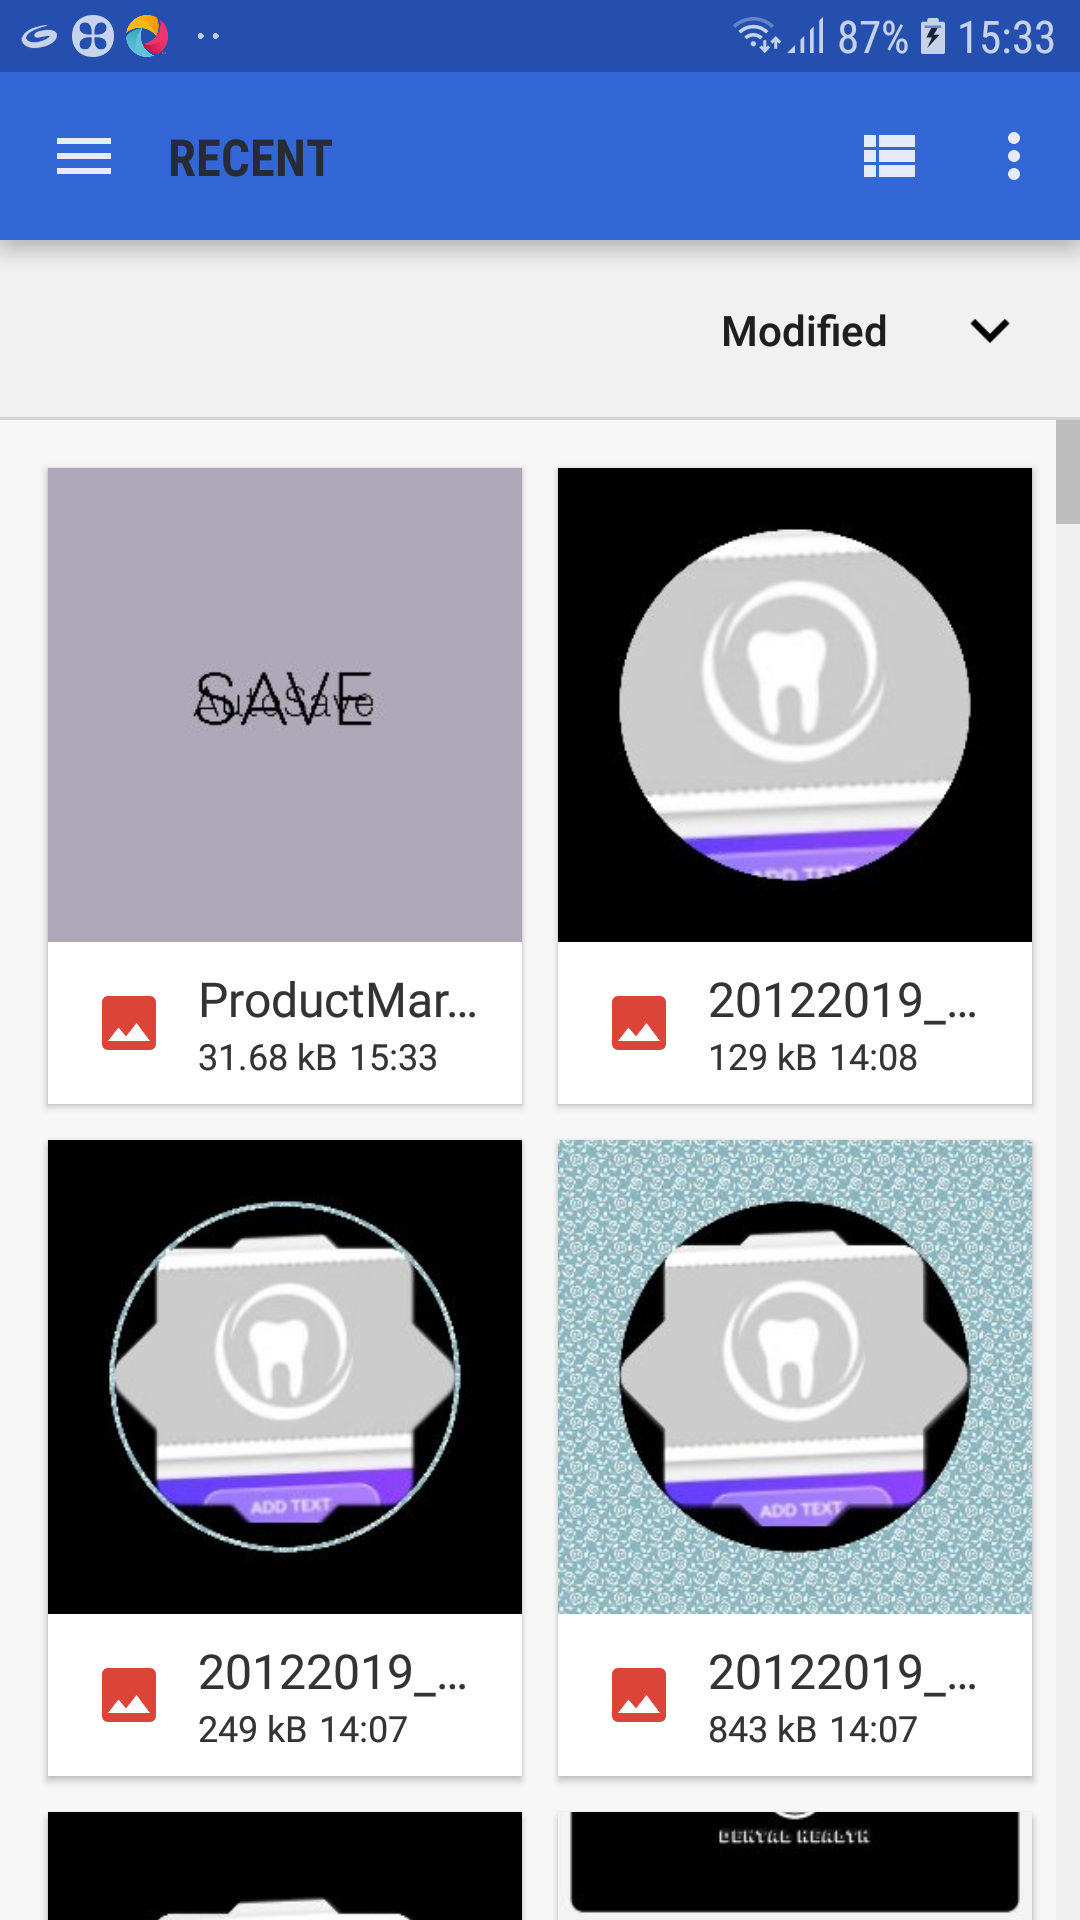 87% 15:33
RECENT
Modified
SAVE
AutoSave
ADD TEXT
ProductMar...
31.68 kB 15:33
20122019_...
129 kB 14:08
ADD TEXT
ADD TEXT
20122019_...
249 kB 14:07
20122019_...
843 kB 14:07
DENTAL HEALTH